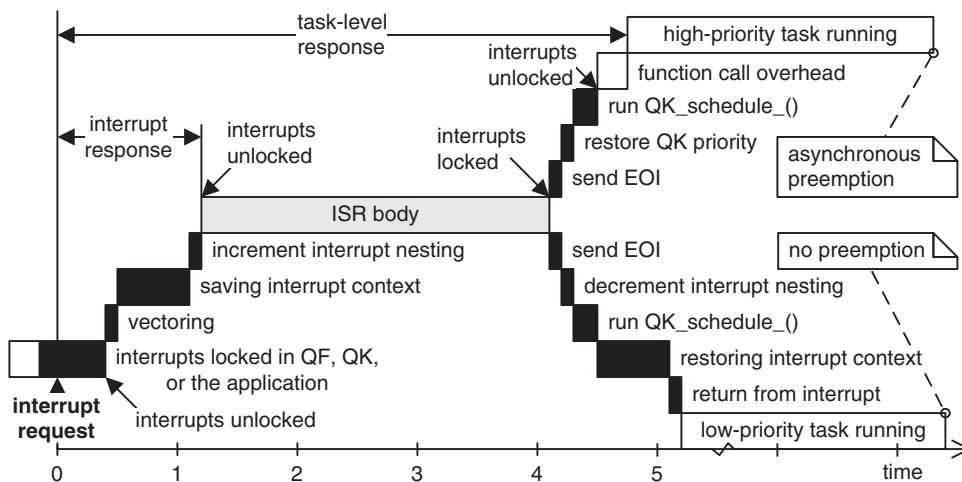 task-level
response
high-priority task running
interrupts
unlocked
function call overhead
run QK_schedule_()
interrupt
response
interrupts
unlocked
interrupts
locked
restore QK priority
asynchronous
preemption
send EOI
ISR body
increment interrupt nesting
send EOI
no preemption
saving interrupt context
decrement interrupt nesting
vectoring
run QK_schedule_()
interrupts locked in QF, QK,
or the application
restoring interrupt context
interrupt
request
interrupts unlocked
return from interrupt
low-priority task running
0 1 2 3 4 5 time